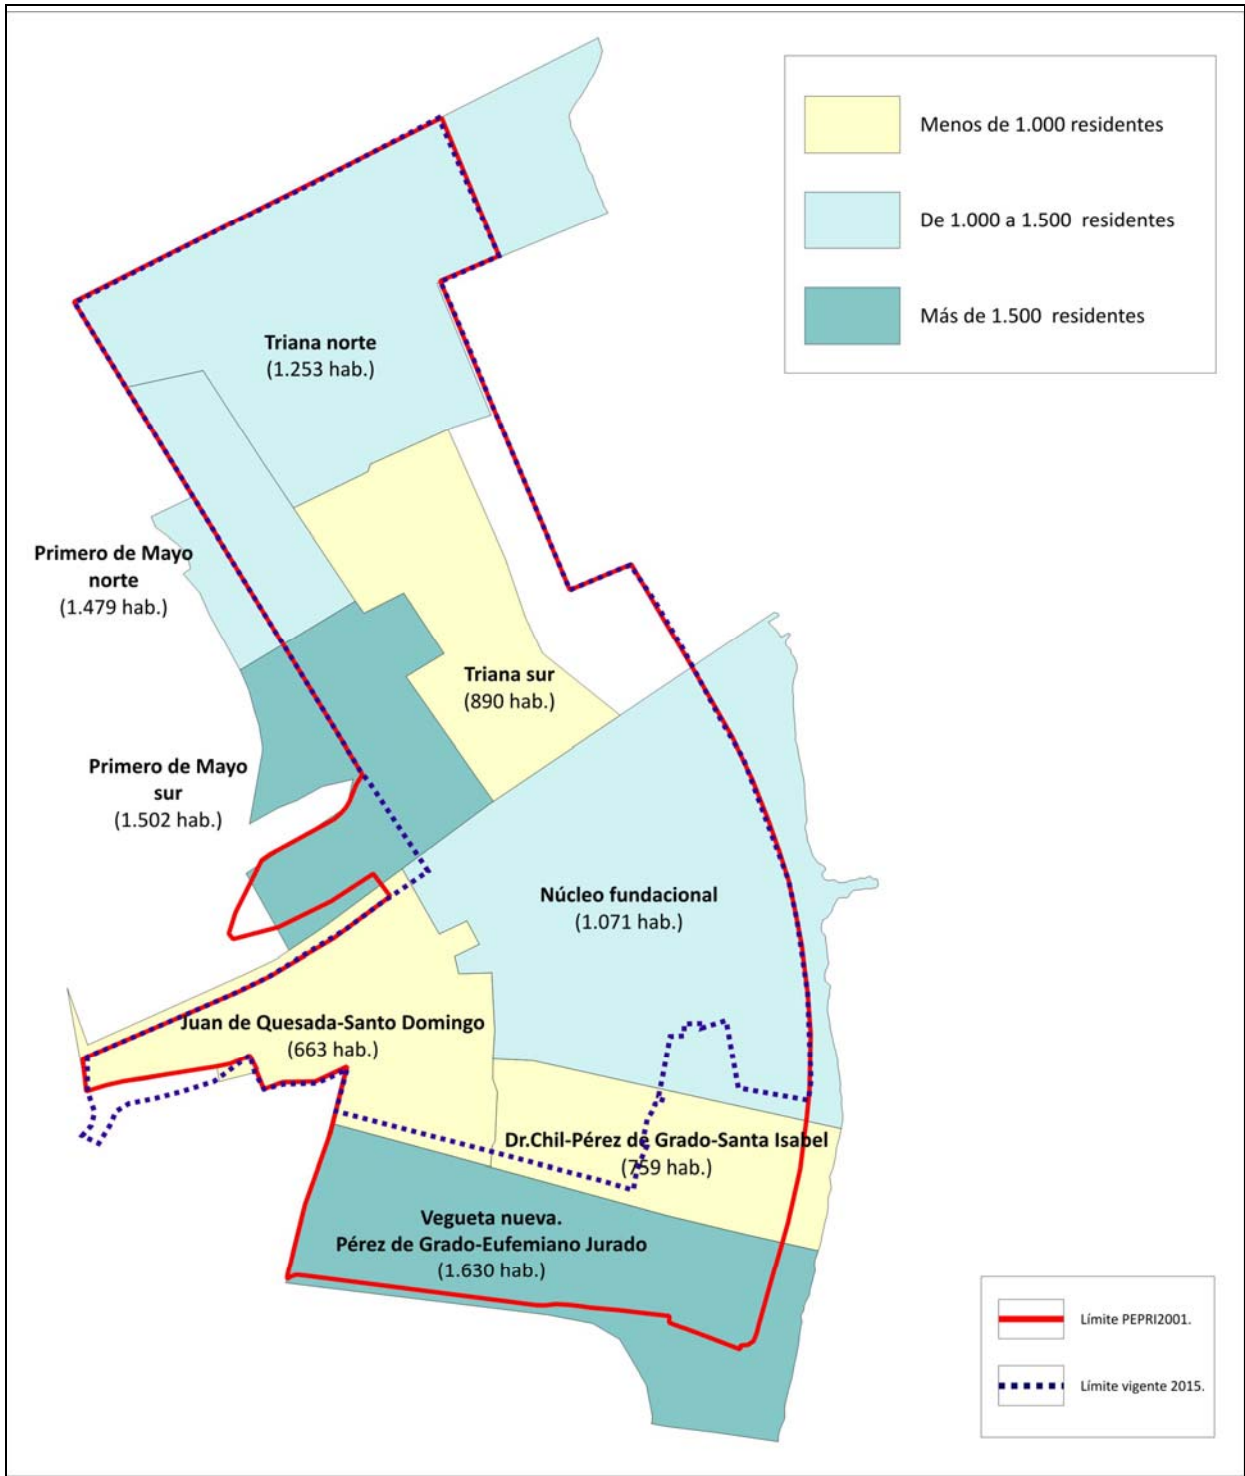 Menos de 1.000 residentes
De 1.000 a 1.500 residentes
Más de 1.500 residentes
Triana norte
(1.253 hab.)
Primero de Mayo
norte
(1.479 hab.)
Triana sur
(890 hab.)
Primero de Mayo
sur
(1.502 hab.)
Núcleo fundacional
(1.071 hab.)
Juan de Quesada-Santo Domingo
(663 hab.)
Dr.Chil-Pérez de Grado-Santa Isabel
(759 hab.)
Vegueta nueva.
Pérez de Grado-Eufemiano Jurado
(1.630 hab.)
Límite PEPRI2001.
Límite vigente 2015.